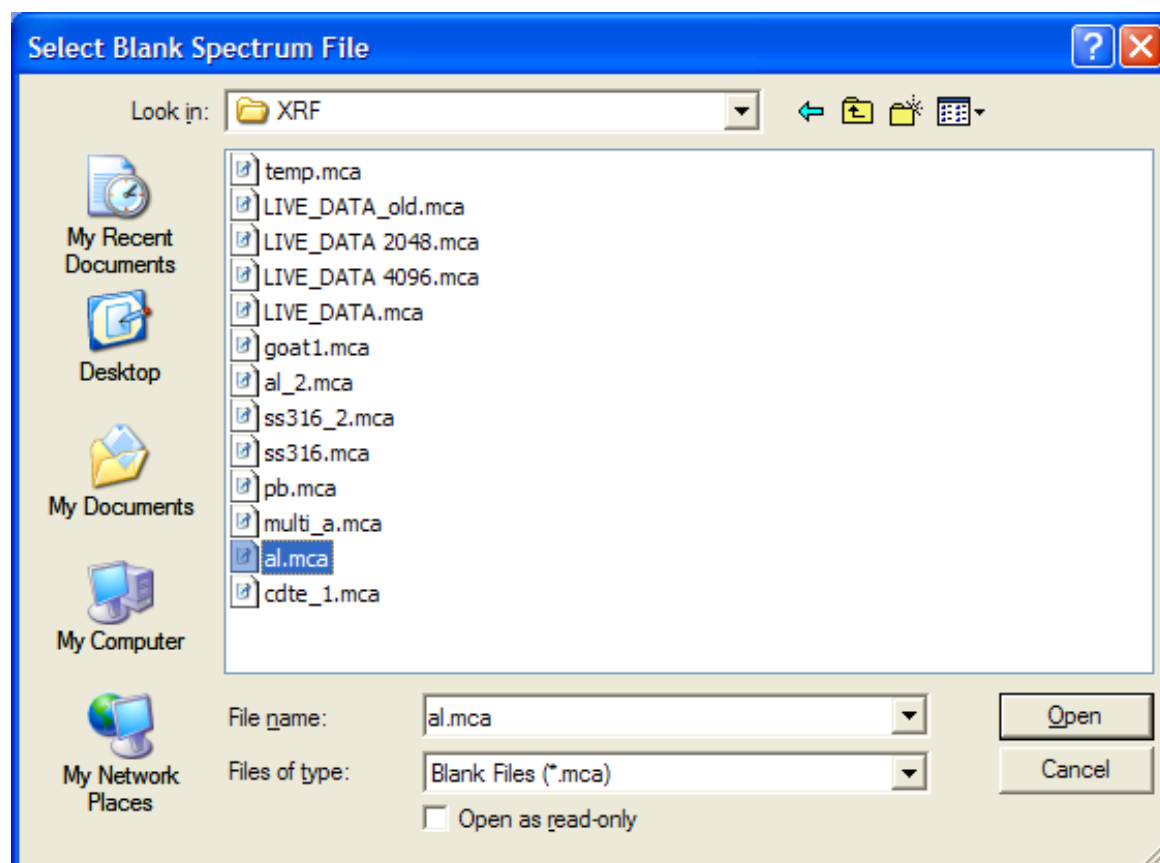 Select Blank Spectrum File
Look in:
XRF
My Recent
Documents
Desktop
My Documents
My Computer
My Network
Places
temp.mca
LIVE_DATA_old.mca
LIVE_DATA 2048.mca
LIVE_DATA 4096.mca
LIVE_DATA.mca
goat1.mca
al_2.mca
ss316_2.mca
ss316.mca
pb.mca
multi_a.mca
al.mca
cdte_1.mca
File name:
al.mca
Open
Files of type:
Blank Files (*.mca)
Cancel
Open as read-only